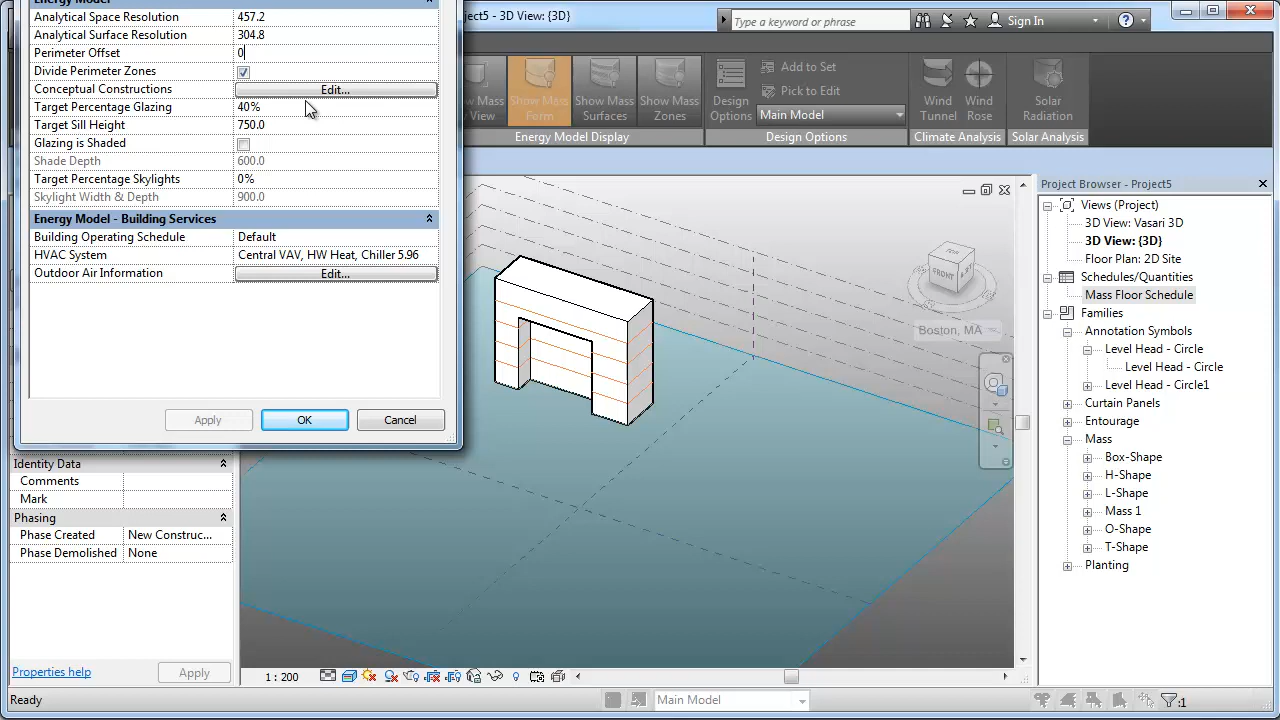 Energy Model
Analytical Space Resolution 457.2
Analytical Surface Resolution 304.8
Perimeter Offset 0
Divide Perimeter Zones
Conceptual Constructions Edit...
Target Percentage Glazing 40%
Target Sill Height 750.0
Glazing is Shaded
Shade Depth 600.0
Target Percentage Skylights 0%
Skylight Width & Depth 900.0
Energy Model - Building Services
Building Operating Schedule Default
HVAC System Central VAV, HW Heat, Chiller 5.96
Outdoor Air Information Edit...
Apply OK Cancel
Identity Data
Comments
Mark
Phasing
Phase Created New Construc...
Phase Demolished None
Properties help Apply
Project5 - 3D View: {3D}
Type a keyword or phrase
Sign In
Show Mass Form
Show Mass Surfaces
Show Mass Zones
Energy Model Display
Design Options
Add to Set
Pick to Edit
Main Model
Design Options
Wind Tunnel
Wind Rose
Climate Analysis
Solar Radiation
Solar Analysis
TOP
FRONT
Boston, MA
Project Browser - Project5
Views (Project)
3D View: Vasari 3D
3D View: {3D}
Floor Plan: 2D Site
Schedules/Quantities
Mass Floor Schedule
Families
Annotation Symbols
Level Head - Circle
Level Head - Circle
Level Head - Circle1
Curtain Panels
Entourage
Mass
Box-Shape
H-Shape
L-Shape
Mass 1
O-Shape
T-Shape
Planting
1 : 200
Ready
Main Model
:1